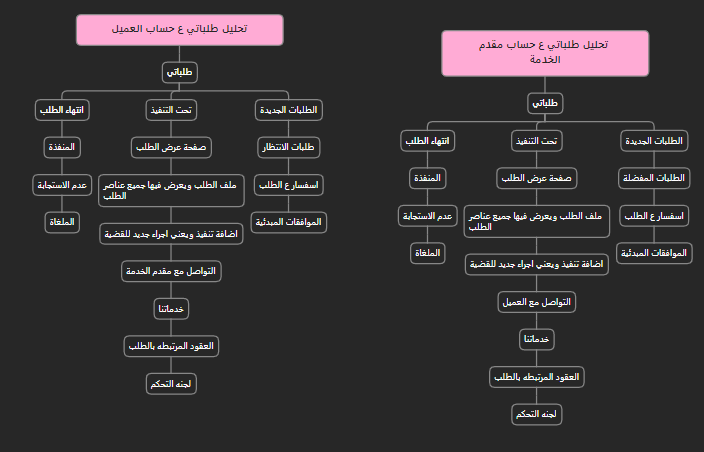 تحليل طلباتي ع حساب العميل
طلباتي
الطلبات الجديدة
طلبات الانتظار
اسفسار ع الطلب
الموافقات المبدئية
تحت التنفيذ
صفحة عرض الطلب
ملف الطلب ويعرض فيها جميع عناصر
الطلب
اضافة تنفيذ ويعني اجراء جديد للقضية
التواصل مع مقدم الخدمة
خدماتنا
العقود المرتبطه بالطلب
لجنه التحكم
انتهاء الطلب
المنفذة
عدم الاستجابة
الملغاة
تحليل طلباتي ع حساب مقدم
الخدمة
طلباتي
الطلبات الجديدة
الطلبات المفضلة
اسفسار ع الطلب
الموافقات المبدئية
تحت التنفيذ
صفحة عرض الطلب
ملف الطلب ويعرض فيها جميع عناصر
الطلب
اضافة تنفيذ ويعني اجراء جديد للقضية
التواصل مع العميل
خدماتنا
العقود المرتبطه بالطلب
لجنه التحكم
انتهاء الطلب
المنفذة
عدم الاستجابة
الملغاة